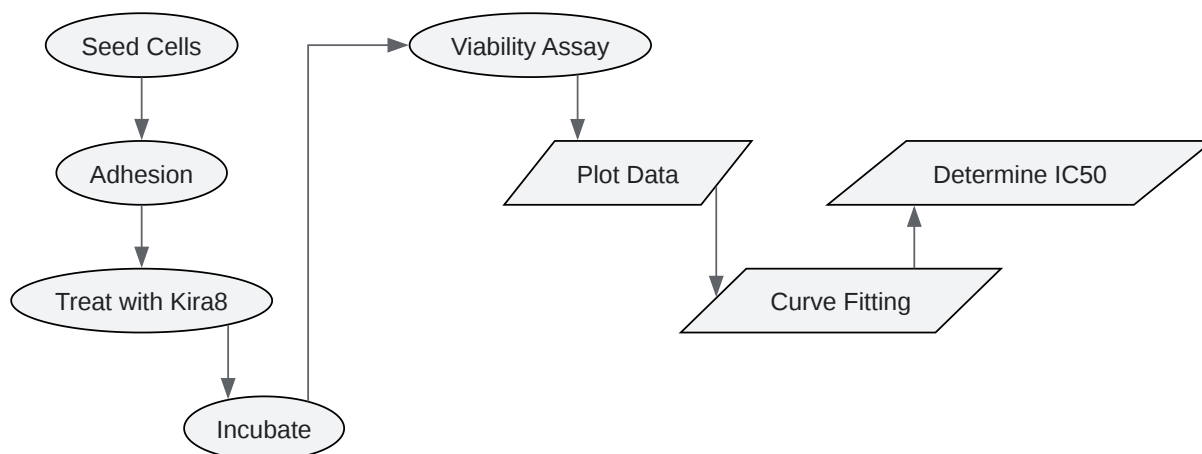 Seed Cells
Adhesion
Treat with Kira8
Incubate
Viability Assay
Plot Data
Curve Fitting
Determine IC50